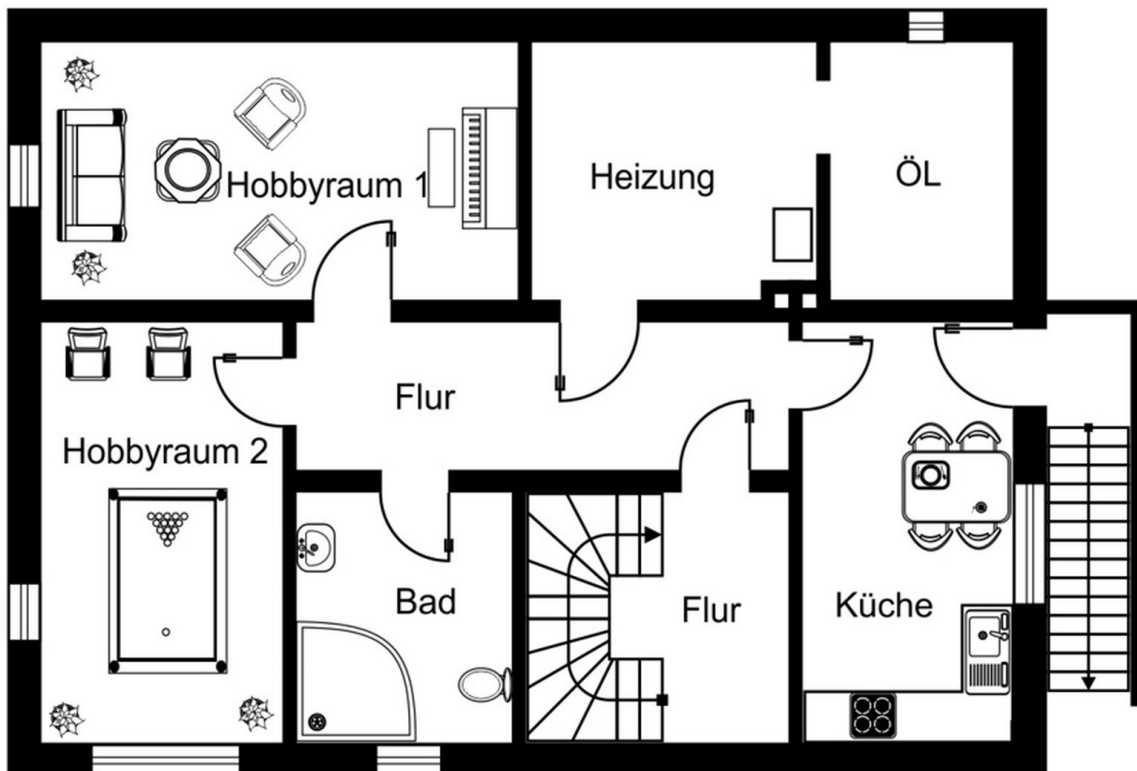 Hobbyraum 1
Heizung
ÖL
Flur
Hobbyraum 2
Bad
Flur
Küche